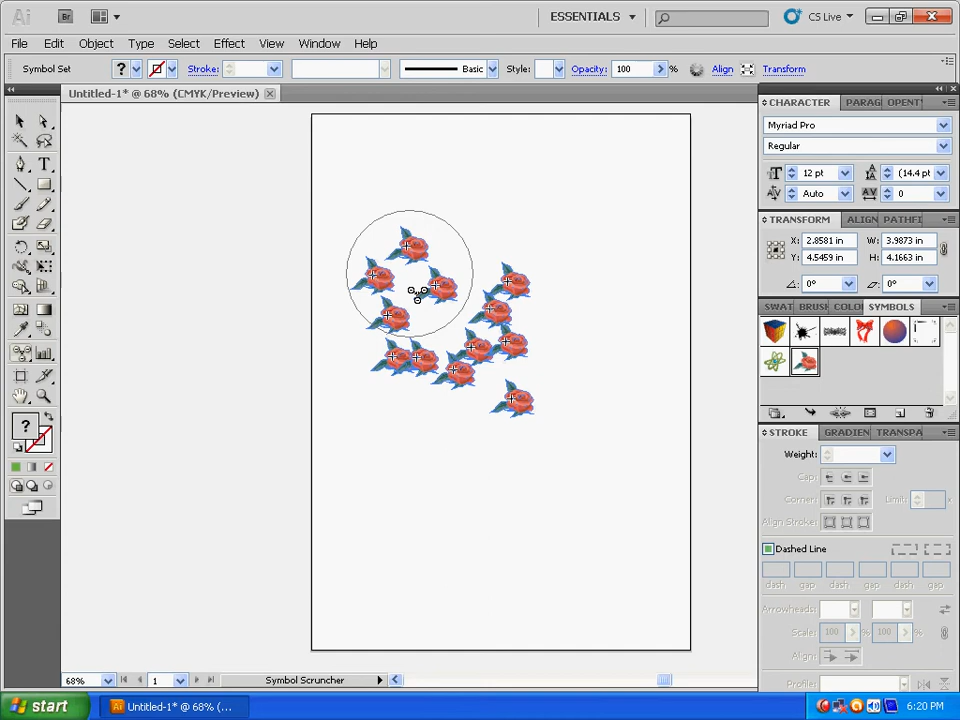 Ai Br ESSENTIALS CS Live
File Edit Object Type Select Effect View Window Help
Symbol Set ? Stroke: Basic Style: Opacity: 100 % Align Transform
Untitled-1* @ 68% (CMYK/Preview)
CHARACTER PARAG OPENT
Myriad Pro
Regular
12 pt (14.4 pt
Auto 0
TRANSFORM ALIGN PATHFI
X: 2.8581 in W: 3.9873 in
Y: 4.5459 in H: 4.1663 in
0° 0°
SWAT BRUS COLO SYMBOLS
?
STROKE GRADIEN TRANSPA
Weight:
Cap:
Corner: Limit: x
Align Stroke:
Dashed Line
dash gap dash gap dash gap
Arrowheads:
Scale: 100 % 100 %
Align:
Profile:
68% 1 Symbol Scruncher
start Untitled-1* @ 68% (... 6:20 PM